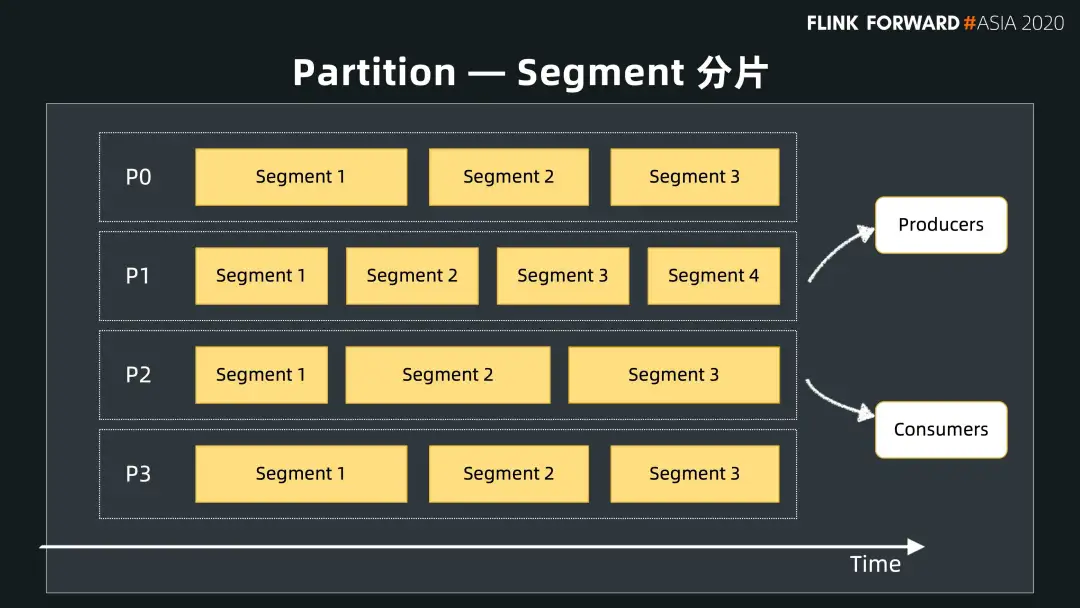 FLINK FORWARD #ASIA 2020
Partition — Segment 分片
P0
Segment 1
Segment 2
Segment 3
P1
Segment 1
Segment 2
Segment 3
Segment 4
P2
Segment 1
Segment 2
Segment 3
P3
Segment 1
Segment 2
Segment 3
Producers
Consumers
Time